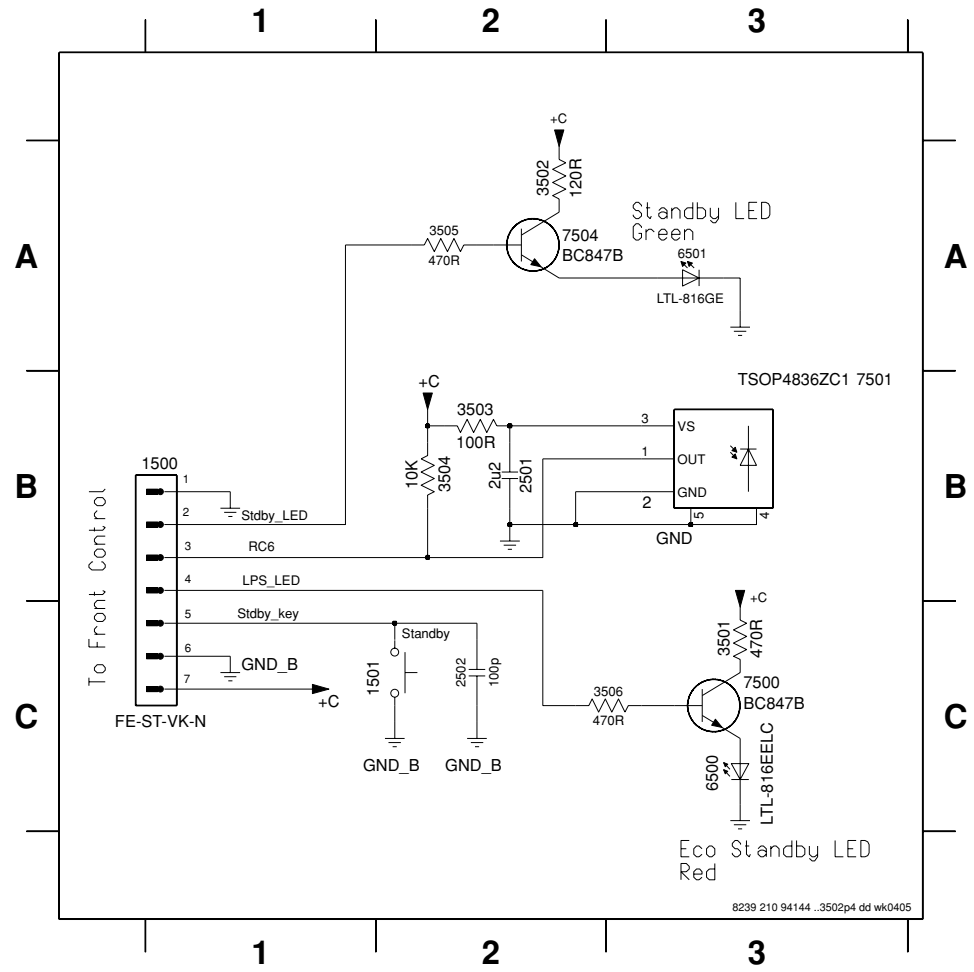 1
2
3
+C
3502
120R
Standby LED
Green
3505
470R
7504
BC847B
6501
LTL-816GE
A
A
TSOP4836ZC1 7501
+C
3503
100R
3
VS
10K
3504
2u2
2501
1
OUT
2
GND
5
4
GND
B
B
1500
1
2
Stdby_LED
3
RC6
4
LPS_LED
5
Stdby_key
6
GND_B
7
+C
To Front Control
FE-ST-VK-N
Standby
1501
2502
100p
GND_B
GND_B
+C
3501
470R
3506
470R
7500
BC847B
6500
LTL-816EELC
C
C
Eco Standby LED
Red
8239 210 94144 ..3502p4 dd wk0405
1
2
3